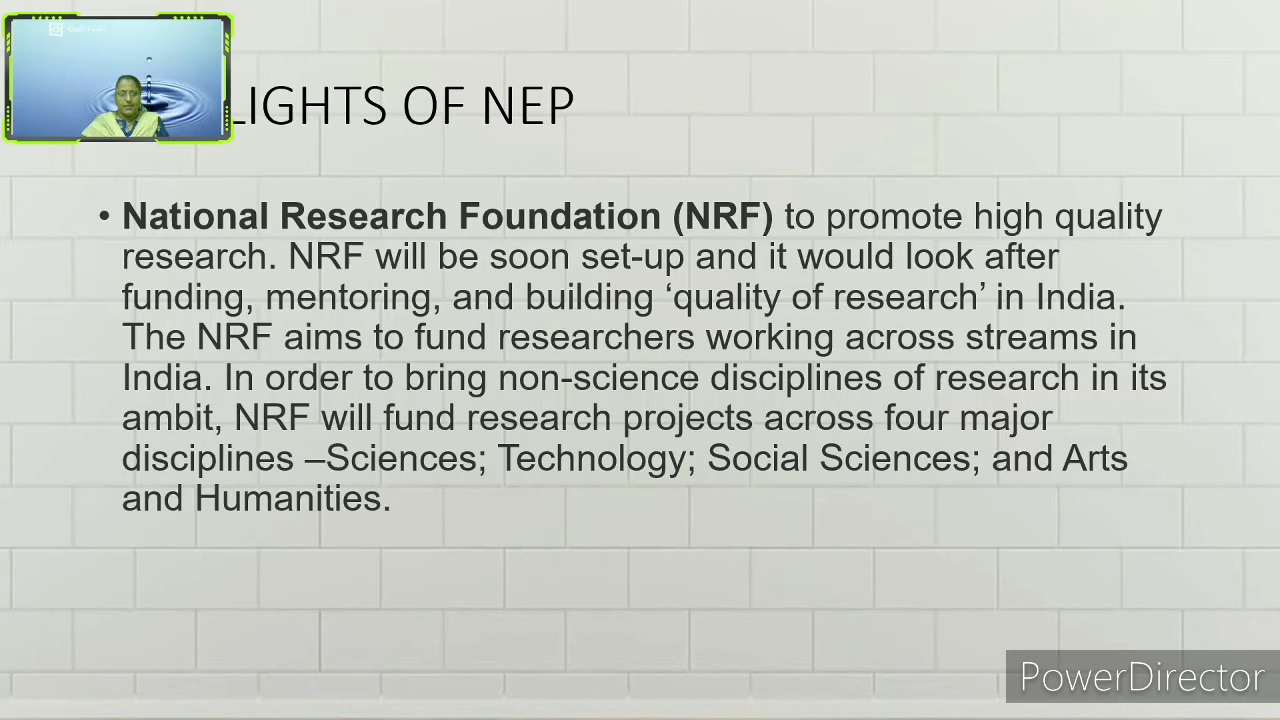 LIGHTS OF NEP
• National Research Foundation (NRF) to promote high quality
research. NRF will be soon set-up and it would look after
funding, mentoring, and building ‘quality of research’ in India.
The NRF aims to fund researchers working across streams in
India. In order to bring non-science disciplines of research in its
ambit, NRF will fund research projects across four major
disciplines –Sciences; Technology; Social Sciences; and Arts
and Humanities.
PowerDirector